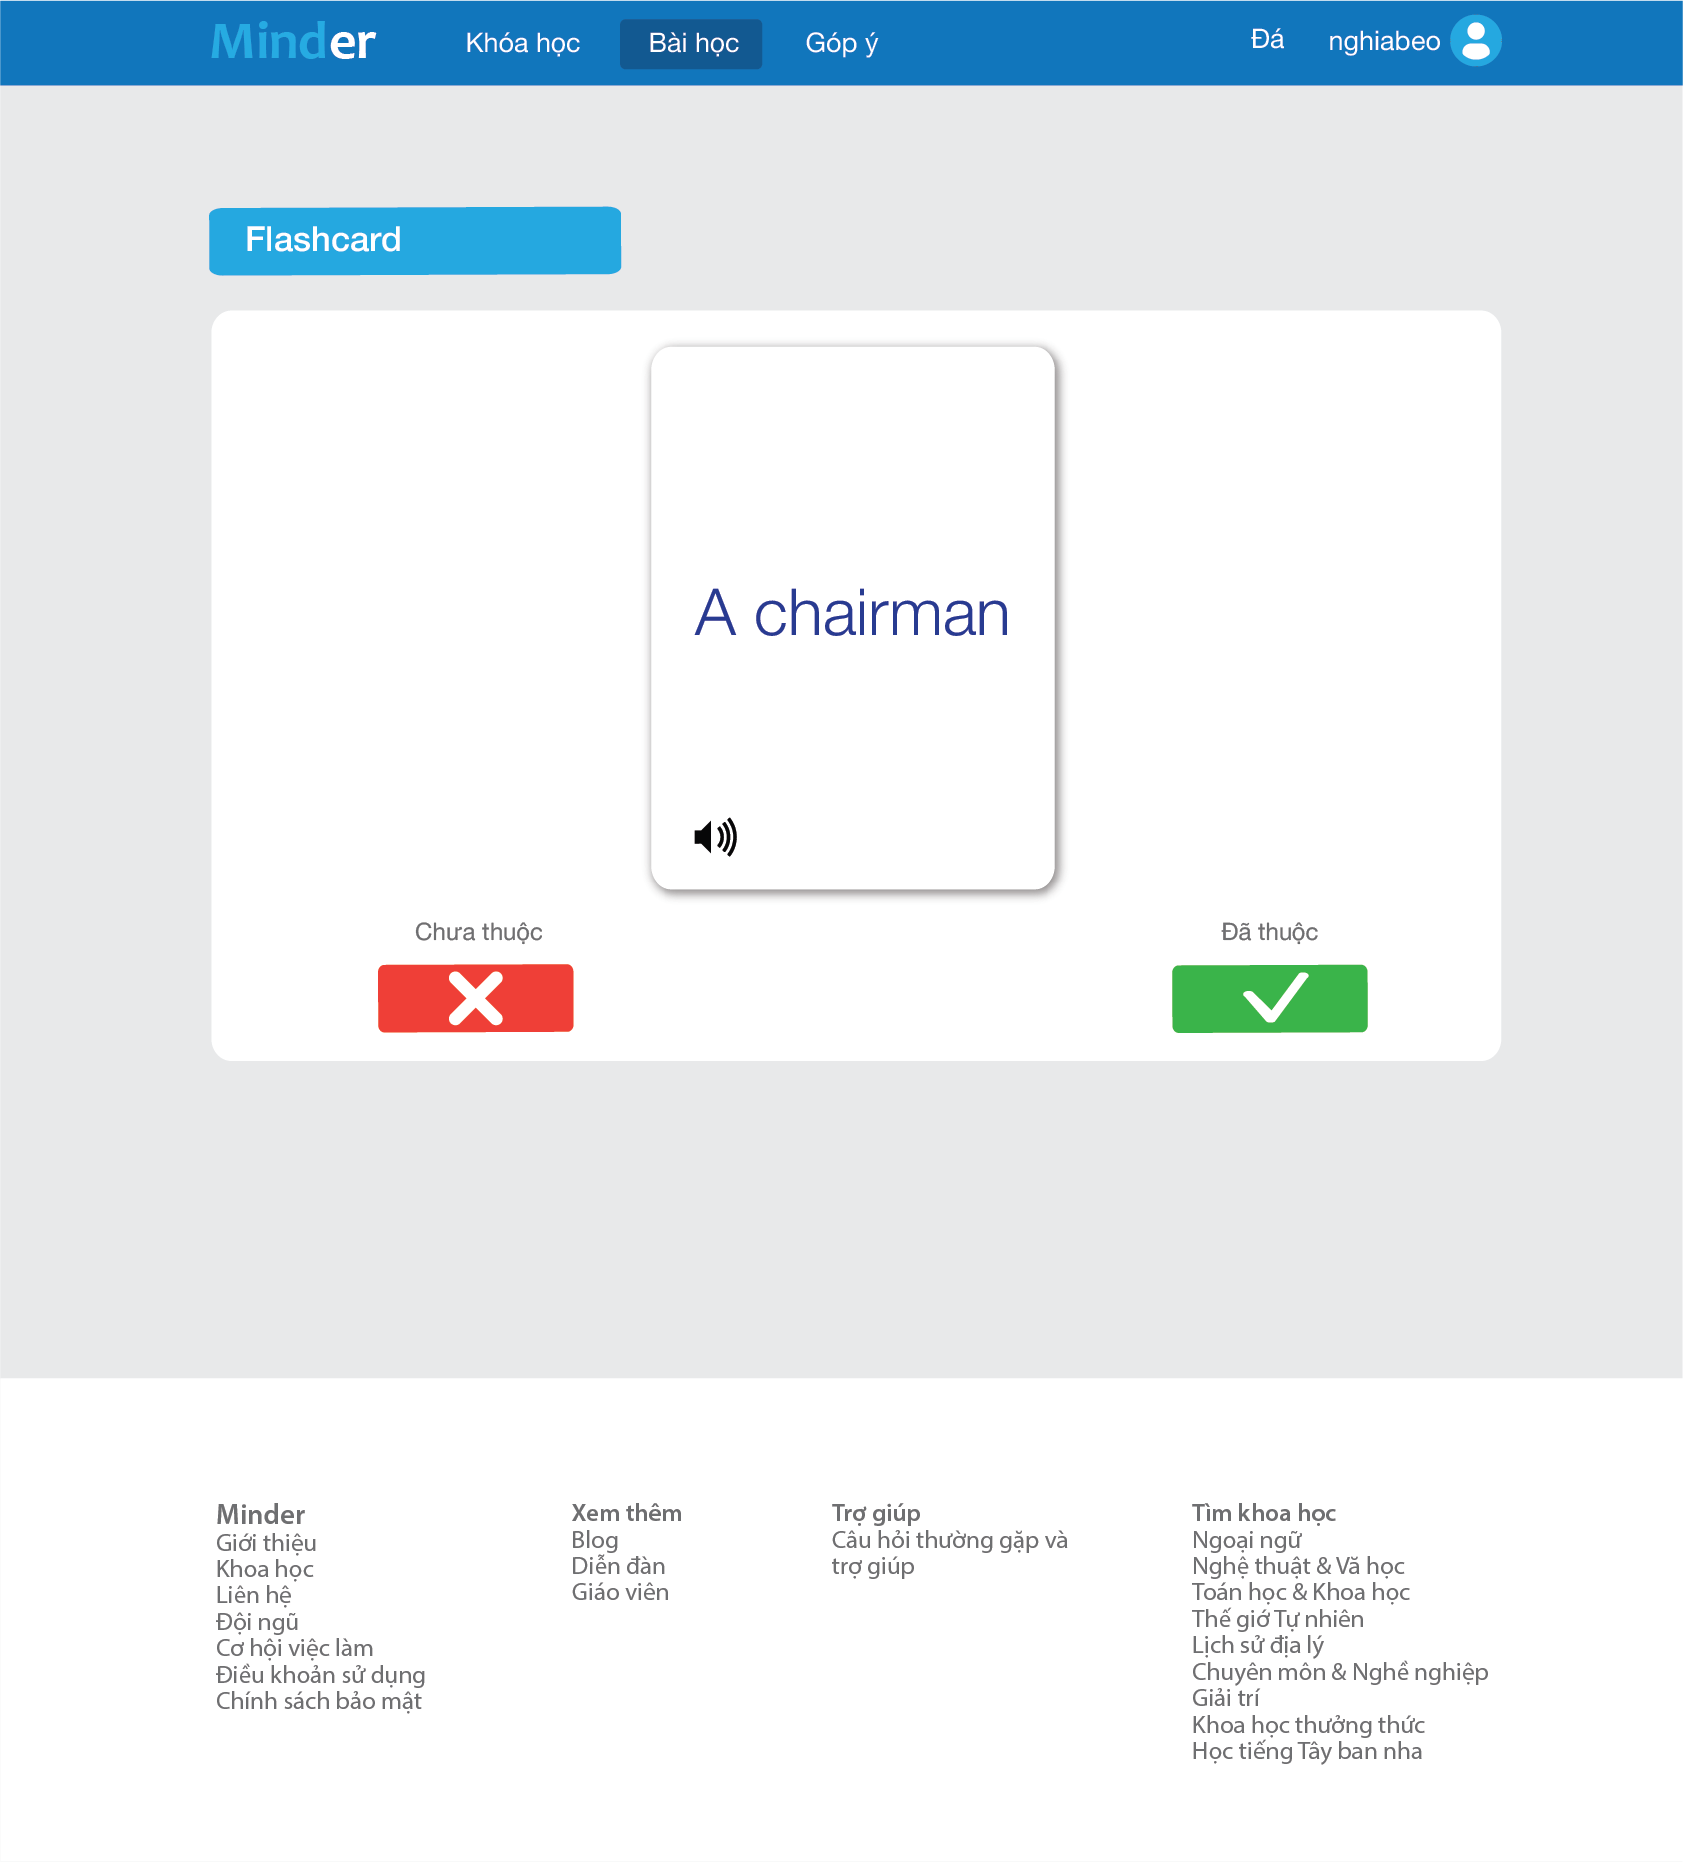 Minder
Khóa học
Bài học
Góp ý
Đá
nghiabeo
Flashcard
A chairman
Chưa thuộc
Đã thuộc
Minder
Giới thiệu
Khoa học
Liên hệ
Đội ngũ
Cơ hội việc làm
Điều khoản sử dụng
Chính sách bảo mật
Xem thêm
Blog
Diễn đàn
Giáo viên
Trợ giúp
Câu hỏi thường gặp và
trợ giúp
Tìm khoa học
Ngoại ngữ
Nghệ thuật & Vă học
Toán học & Khoa học
Thế giớ Tự nhiên
Lịch sử địa lý
Chuyên môn & Nghề nghiệp
Giải trí
Khoa học thưởng thức
Học tiếng Tây ban nha